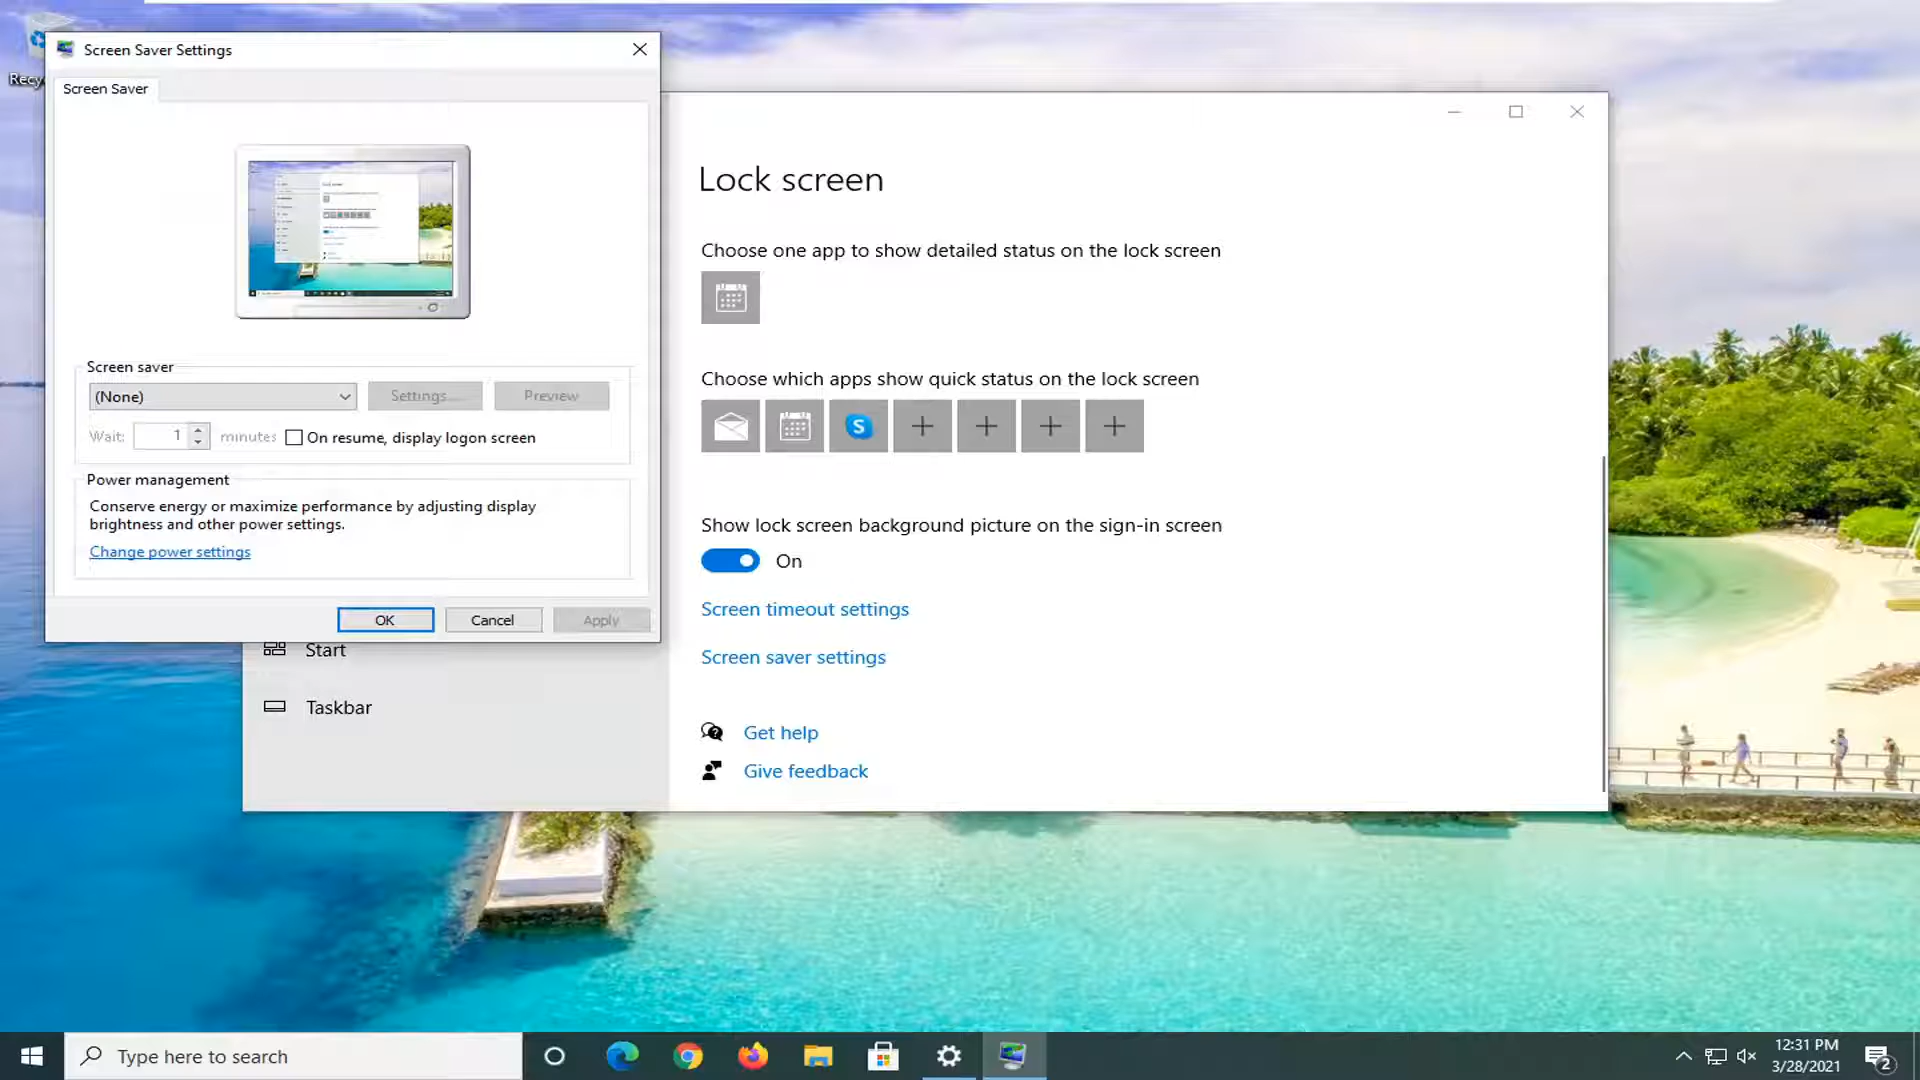 Recy
Screen Saver Settings
Screen Saver
Screen saver
(None)
Settings...
Preview
Wait:
1
minutes
On resume, display logon screen
Power management
Conserve energy or maximize performance by adjusting display
brightness and other power settings.
Change power settings
OK
Cancel
Apply
Start
Taskbar
Lock screen
Choose one app to show detailed status on the lock screen
Choose which apps show quick status on the lock screen
S
Show lock screen background picture on the sign-in screen
On
Screen timeout settings
Screen saver settings
Get help
Give feedback
Type here to search
12:31 PM
3/28/2021
2